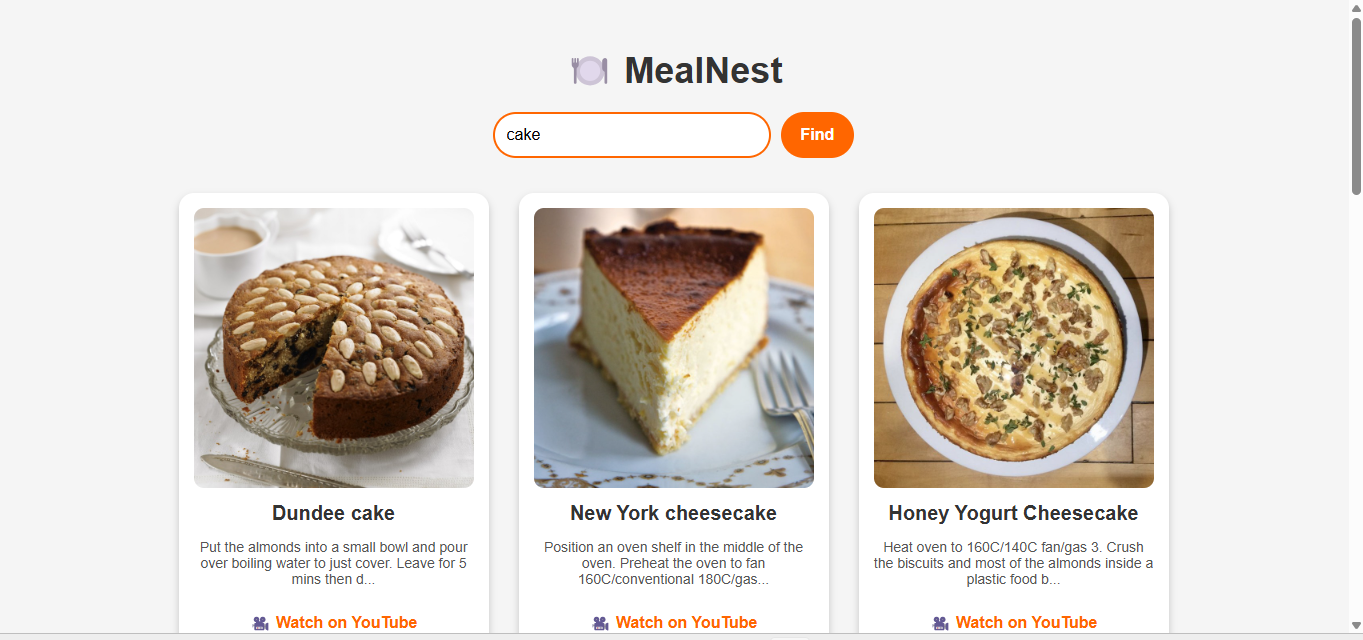 MealNest
cake
Find
Dundee cake
Put the almonds into a small bowl and pour
over boiling water to just cover. Leave for 5
mins then d...
Watch on YouTube
New York cheesecake
Position an oven shelf in the middle of the
oven. Preheat the oven to fan
160C/conventional 180C/gas...
Watch on YouTube
Honey Yogurt Cheesecake
Heat oven to 160C/140C fan/gas 3. Crush
the biscuits and most of the almonds inside a
plastic food b...
Watch on YouTube